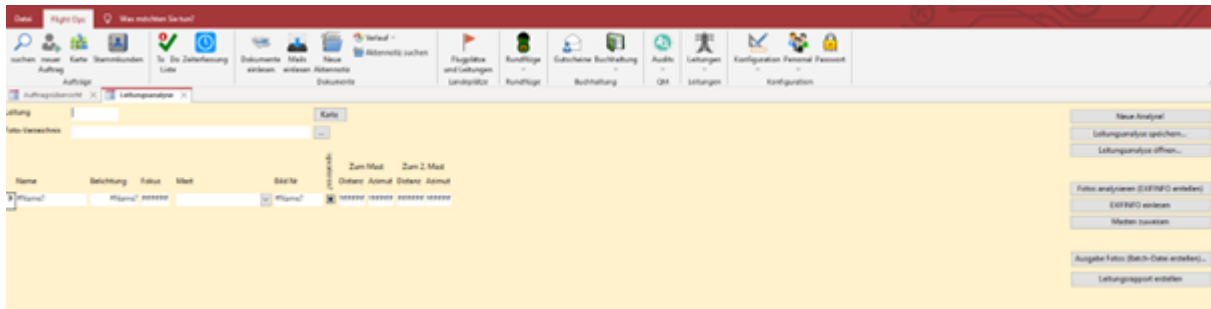 Datei Flight Ops Was möchten Sie tun?
suchen neuer Auftrag Karte Stammkunden To Do Liste Zeiterfassung Dokumente einlesen Mails einlesen Neue Aktennotiz Verlauf Aktennotiz suchen Flugplätze und Leitungen Rundflüge Gutscheine Buchhaltung Audits Leitungen Konfiguration Personal Passwort
Aufträge Dokumente Landeplätze Rundflüge Buchhaltung QM Leitungen Konfiguration
Auftragsübersicht Leitungsanalyse
eitung Karte
Foto-Verzeichnis ...
Zum Mast Zum 2. Mast
Name Belichtung Fokus Mast Bild Nr Distanz Azimut Distanz Azimut
#Name? #Name? ###### #Name? ###### ###### ###### ######
Neue Analyse!
Leitungsanalyse speichern...
Leitungsanalyse öffnen...
Fotos analysieren (EXIFINFO erstellen)
EXIFINFO einlesen
Masten zuweisen
Ausgabe Fotos (Batch-Datei erstellen)...
Leitungsrapport erstellen